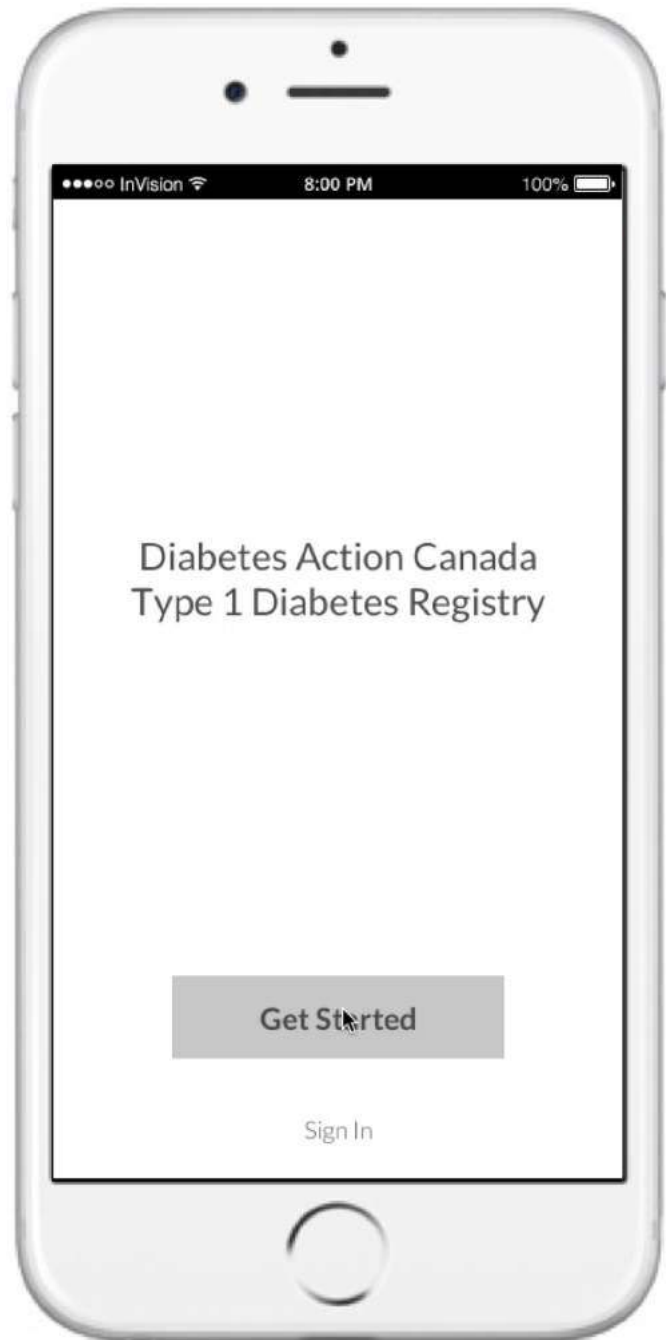 ●●●○○ InVision 8:00 PM 100%
Diabetes Action Canada
Type 1 Diabetes Registry
Get Started
Sign In